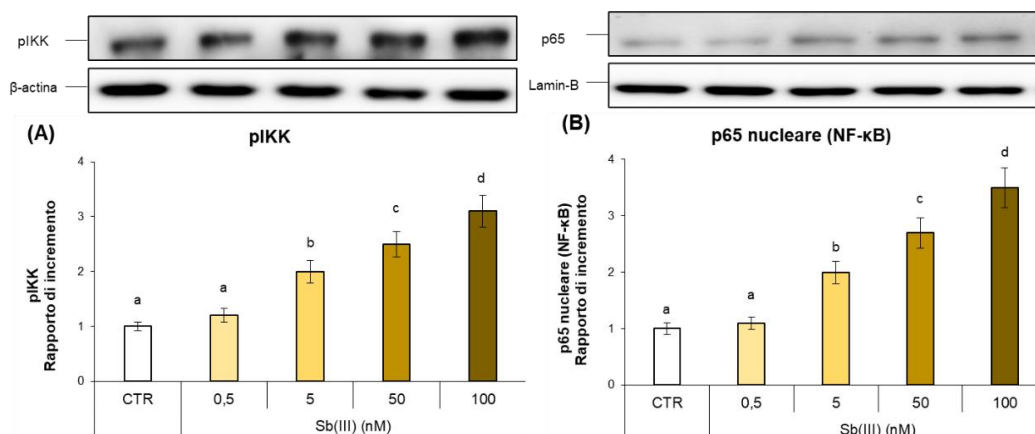 pIKK
β-actina
(A)
pIKK
pIKK
Rapporto di incremento
4
3
2
1
0
a
a
b
c
d
CTR
0,5
5
50
100
Sb(III) (nM)
p65
Lamin-B
(B)
p65 nucleare (NF-κB)
p65 nucleare (NF-κB)
Rapporto di incremento
4
3
2
1
0
a
a
b
c
d
CTR
0,5
5
50
100
Sb(III) (nM)